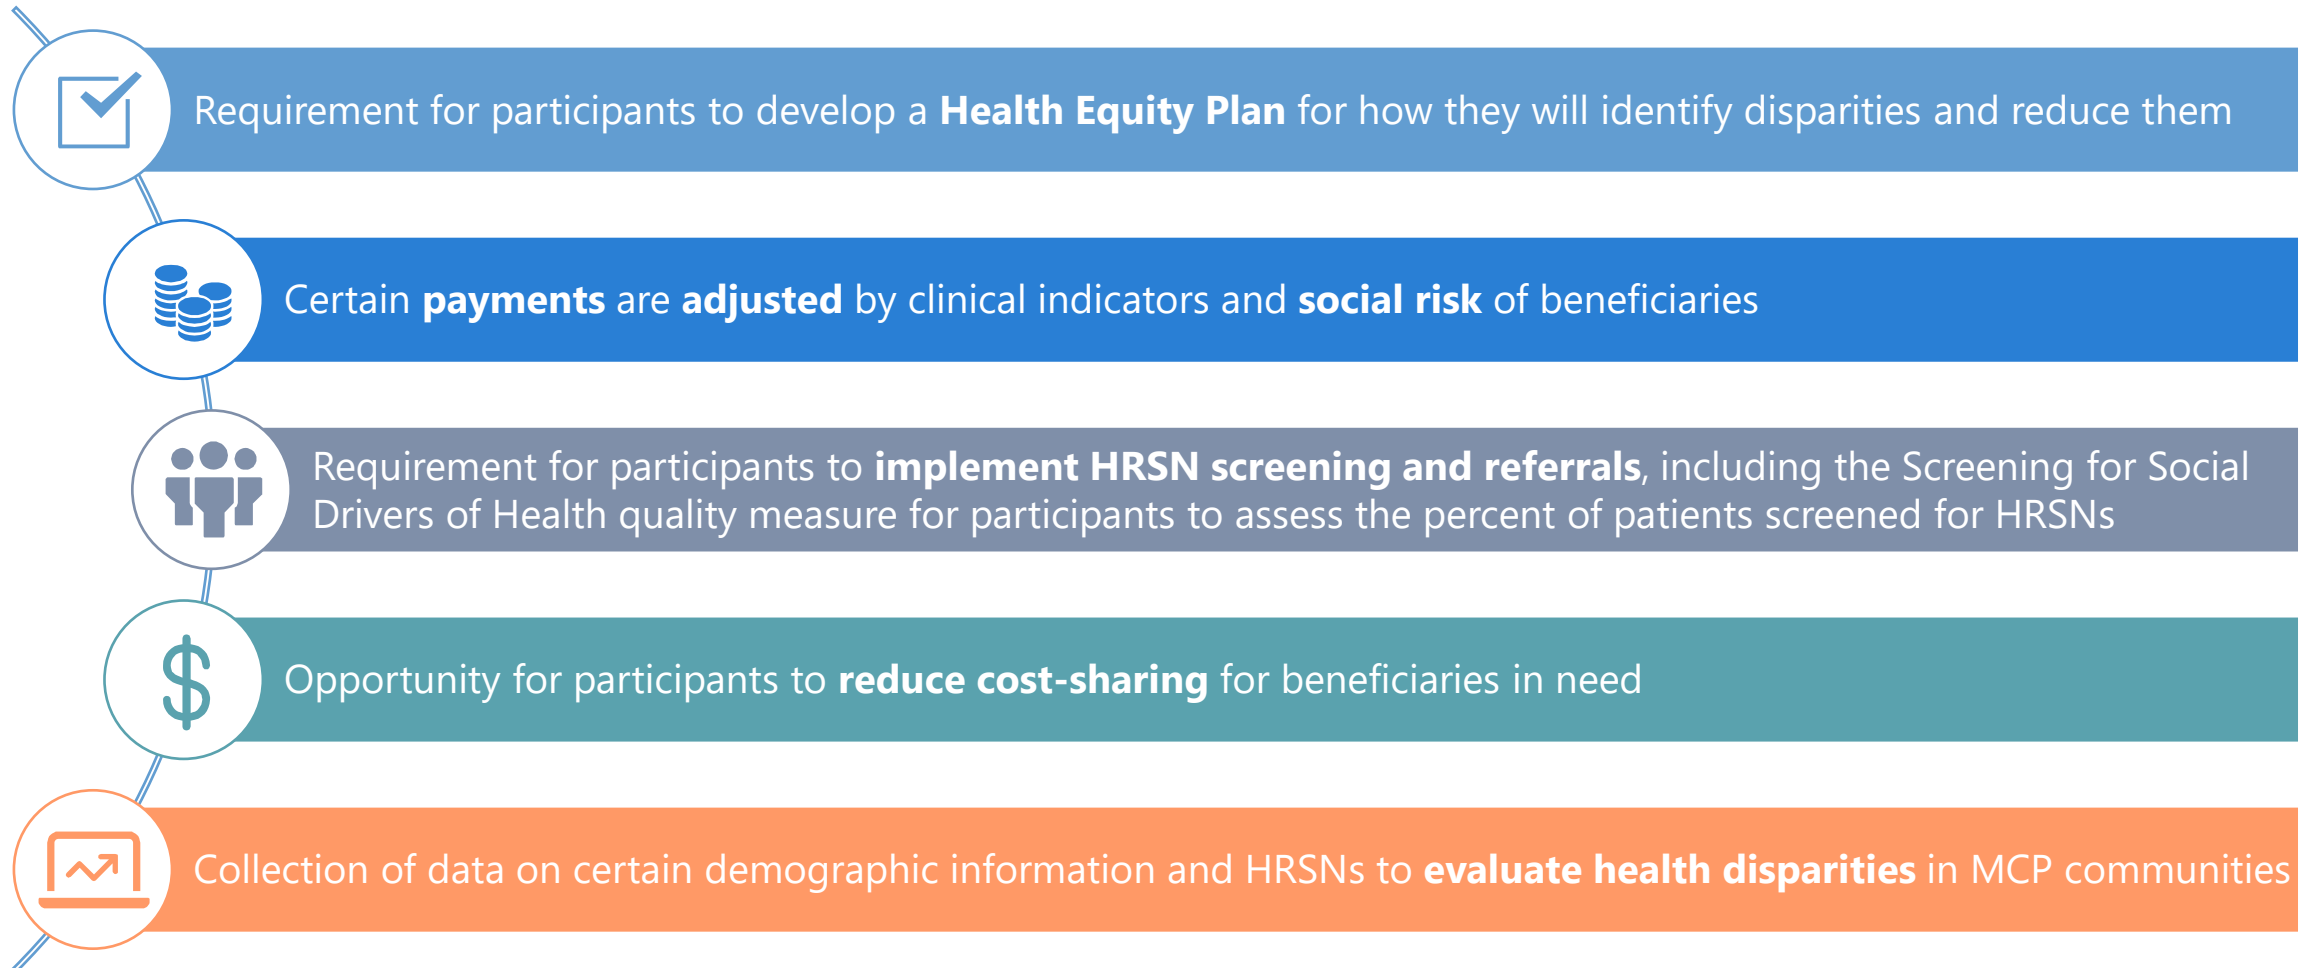 Requirement for participants to develop a Health Equity Plan for how they will identify disparities and reduce them
Certain payments are adjusted by clinical indicators and social risk of beneficiaries
Requirement for participants to implement HRSN screening and referrals, including the Screening for Social
Drivers of Health quality measure for participants to assess the percent of patients screened for HRSNs
Opportunity for participants to reduce cost-sharing for beneficiaries in need
Collection of data on certain demographic information and HRSNs to evaluate health disparities in MCP communities